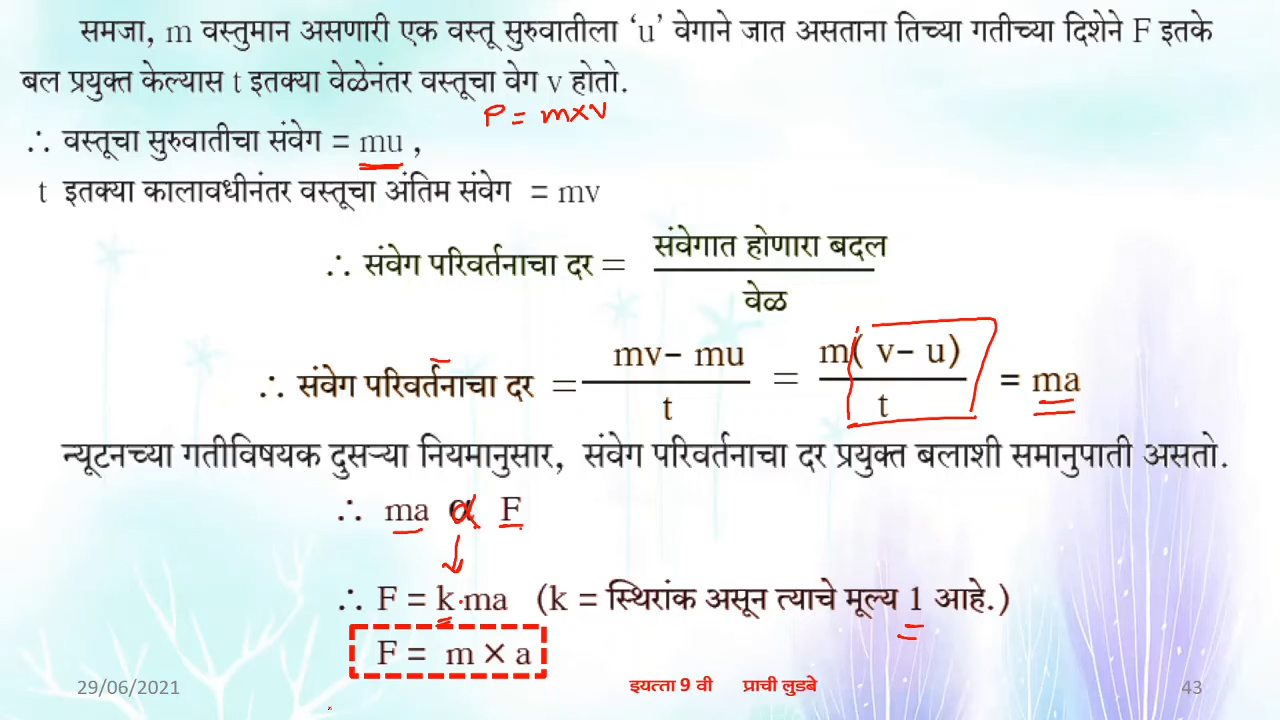 समजा, m वस्तुमान असणारी एक वस्तू सुरुवातीला ‘u’ वेगाने जात असताना तिच्या गतीच्या दिशेने F इतके
बल प्रयुक्त केल्यास t इतक्या वेळेनंतर वस्तूचा वेग v होतो.
P = m×v
∴ वस्तूचा सुरुवातीचा संवेग = mu ,
t इतक्या कालावधीनंतर वस्तूचा अंतिम संवेग = mv
∴ संवेग परिवर्तनाचा दर = संवेगात होणारा बदल
वेळ
∴ संवेग परिवर्तनाचा दर = mv– mu = m( v– u) = ma
t t
न्यूटनच्या गतीविषयक दुसऱ्या नियमानुसार, संवेग परिवर्तनाचा दर प्रयुक्त बलाशी समानुपाती असतो.
∴ ma α F
∴ F = k·ma (k = स्थिरांक असून त्याचे मूल्य 1 आहे.)
F = m × a
29/06/2021 इयत्ता 9 वी प्राची लुडबे 43